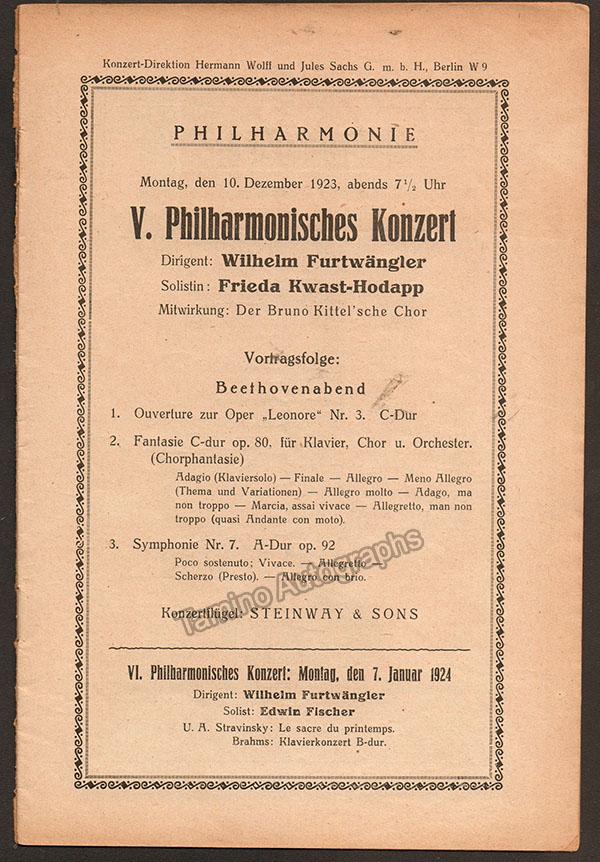 Konzert-Direktion Hermann Wolff und Jules Sachs G. m. b. H., Berlin W 9
PHILHARMONIE
Montag, den 10. Dezember 1923, abends 7 1/2 Uhr
V. Philharmonisches Konzert
Dirigent: Wilhelm Furtwängler
Solistin: Frieda Kwast-Hodapp
Mitwirkung: Der Bruno Kittel'sche Chor
Vortragsfolge:
Beethovenabend
1. Ouverture zur Oper „Leonore“ Nr. 3. C-Dur
2. Fantasie C-dur op. 80, für Klavier, Chor u. Orchester.
(Chorphantasie)
Adagio (Klaviersolo) — Finale — Allegro — Meno Allegro
(Thema und Variationen) — Allegro molto — Adago, ma
non troppo — Marcia, assai vivace — Allegretto, man non
troppo (quasi Andante con moto).
3. Symphonie Nr. 7. A-Dur op. 92
Poco sostenuto; Vivace. — Allegretto —
Scherzo (Presto). — Allegro con brio.
Konzertflügel: STEINWAY & SONS
Tamino Autographs
VI. Philharmonisches Konzert: Montag, den 7. Januar 1924
Dirigent: Wilhelm Furtwängler
Solist: Edwin Fischer
U. A. Stravinsky: Le sacre du printemps.
Brahms: Klavierkonzert B-dur.